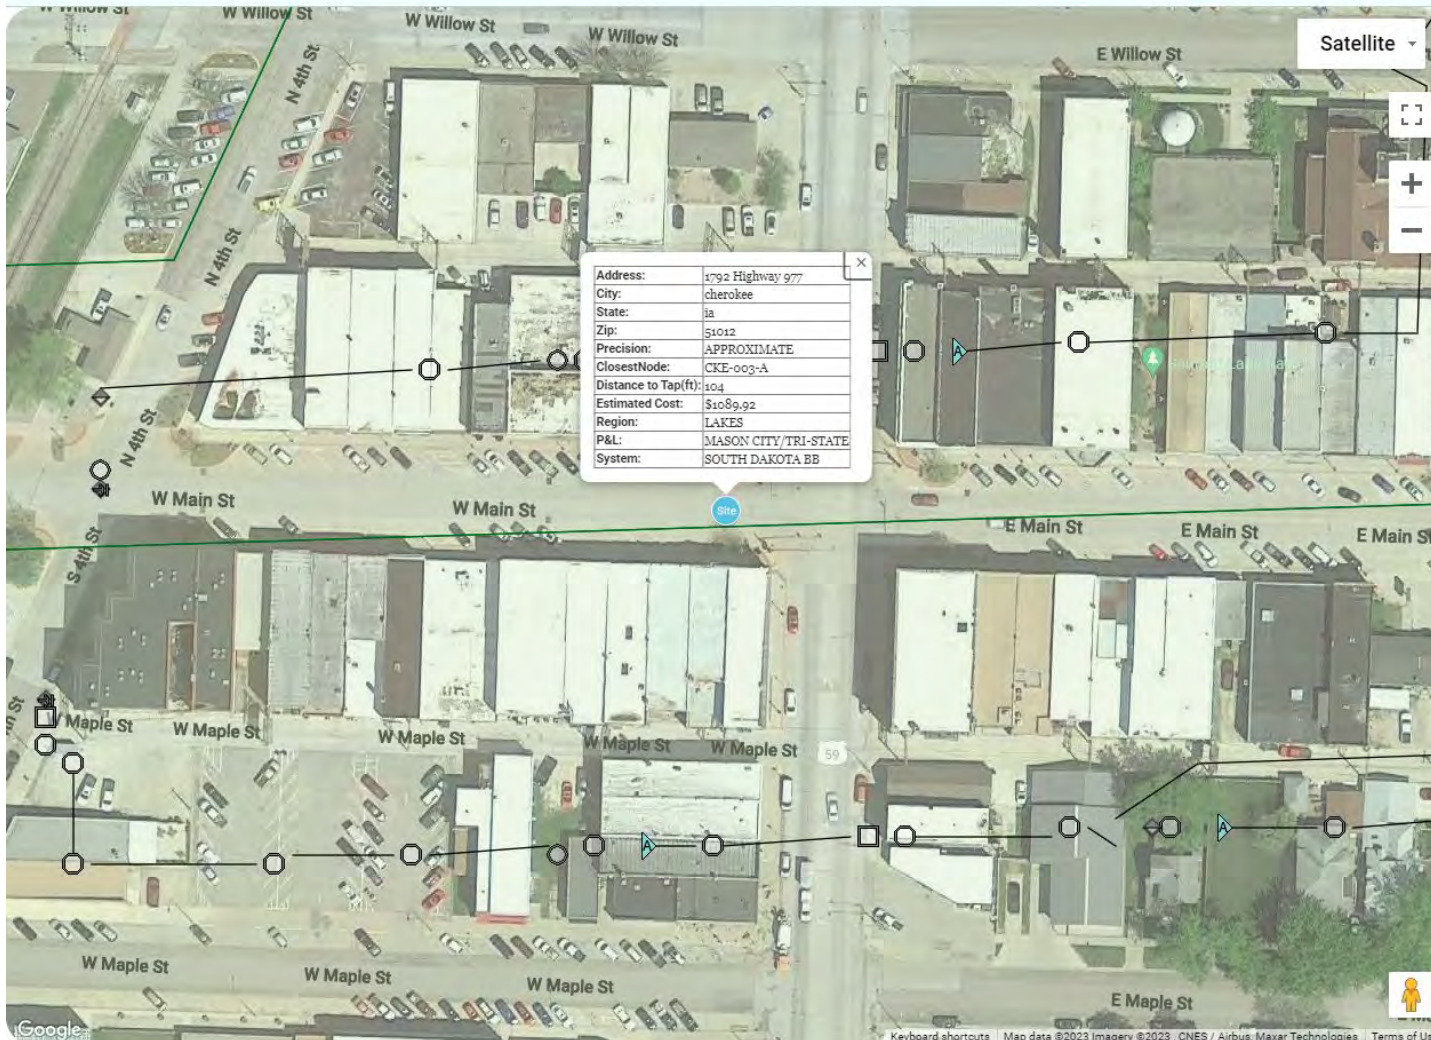 W Willow St
W Willow St
W Willow St
W Willow St
E Willow St
Satellite
N 4th St
N 4th St
N 4th St
Address: 1792 Highway 977
City: cherokee
State: ia
Zip: 51012
Precision: APPROXIMATE
ClosestNode: CKE-003-A
Distance to Tap(ft): 104
Estimated Cost: $1089.92
Region: LAKES
P&L: MASON CITY/TRI-STATE
System: SOUTH DAKOTA BB
A
W Main St
W Main St
Site
E Main St
E Main St
E Main St
S 4th St
W Maple St
W Maple St
W Maple St
W Maple St
W Maple St
59
A
A
W Maple St
W Maple St
W Maple St
E Maple St
Google
Keyboard shortcuts
Map data ©2023 Imagery ©2023 , CNES / Airbus, Maxar Technologies
Terms of Us